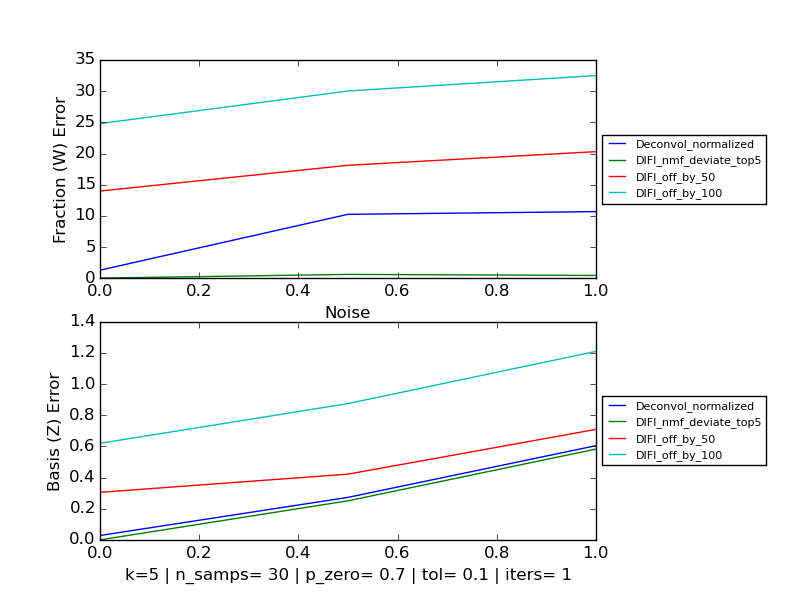 35
30
25
20
15
10
5
0
Fraction (W) Error
0.0 0.2 0.4 0.6 0.8 1.0
Noise
Deconvol_normalized
DIFI_nmf_deviate_top5
DIFI_off_by_50
DIFI_off_by_100
1.4
1.2
1.0
0.8
0.6
0.4
0.2
0.0
Basis (Z) Error
0.0 0.2 0.4 0.6 0.8 1.0
k=5 | n_samps= 30 | p_zero= 0.7 | tol= 0.1 | iters= 1
Deconvol_normalized
DIFI_nmf_deviate_top5
DIFI_off_by_50
DIFI_off_by_100